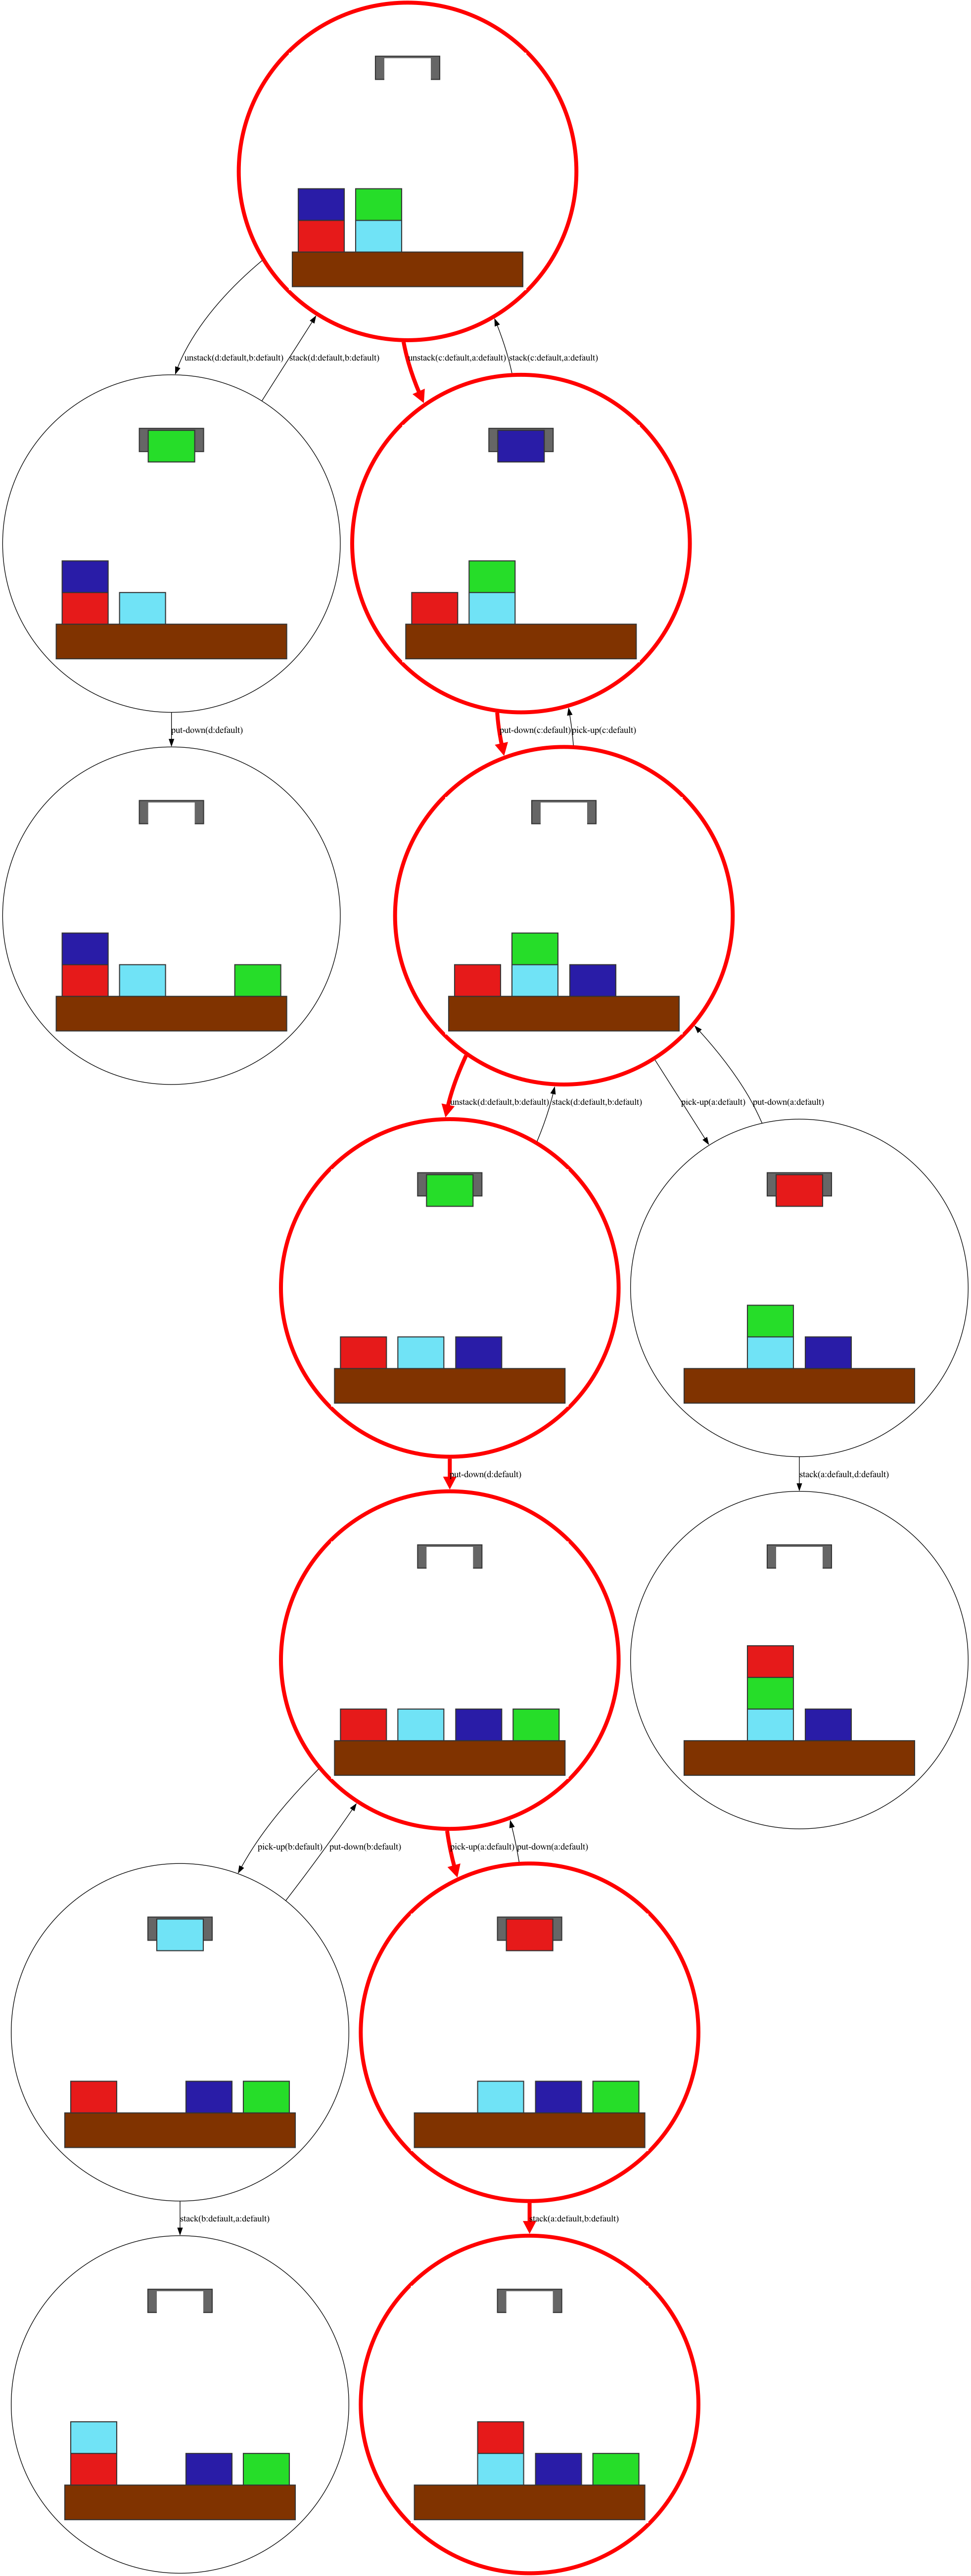 unstack(d:default,b:default)
stack(d:default,b:default)
unstack(c:default,a:default)
stack(c:default,a:default)
put-down(d:default)
put-down(c:default)
pick-up(c:default)
unstack(d:default,b:default)
stack(d:default,b:default)
pick-up(a:default)
put-down(a:default)
put-down(d:default)
stack(a:default,d:default)
pick-up(b:default)
put-down(b:default)
pick-up(a:default)
put-down(a:default)
stack(b:default,a:default)
stack(a:default,b:default)